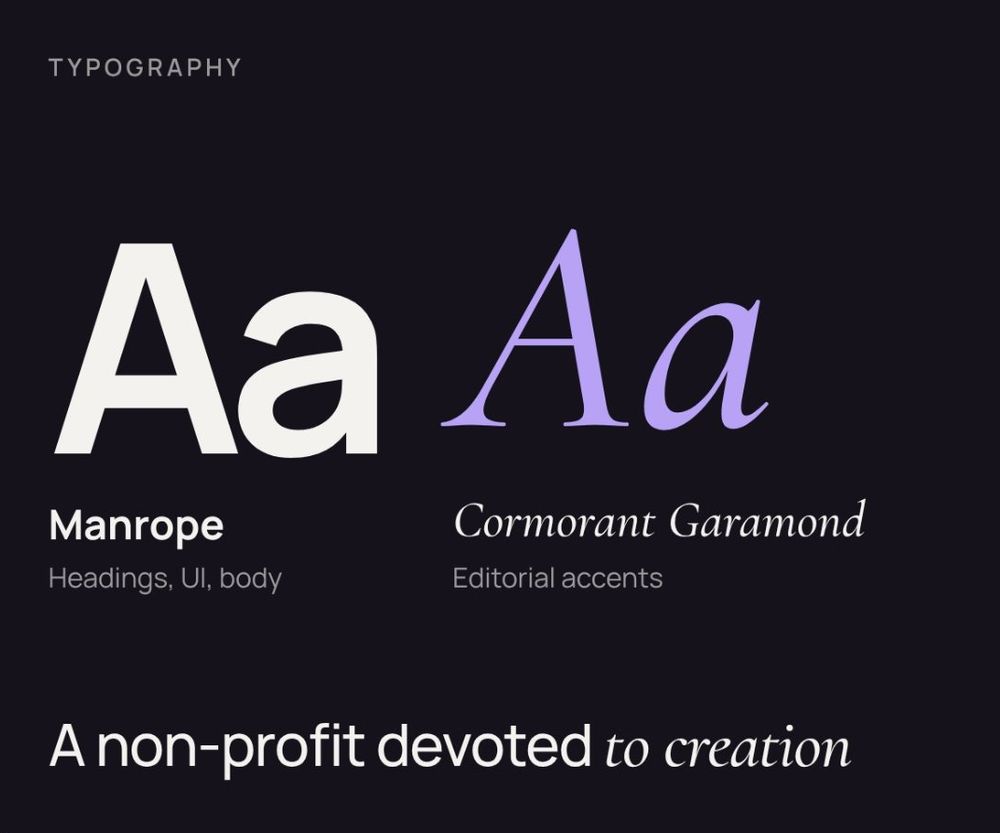 TYPOGRAPHY
Aa Aa
Manrope Cormorant Garamond
Headings, UI, body Editorial accents
A non-profit devoted to creation